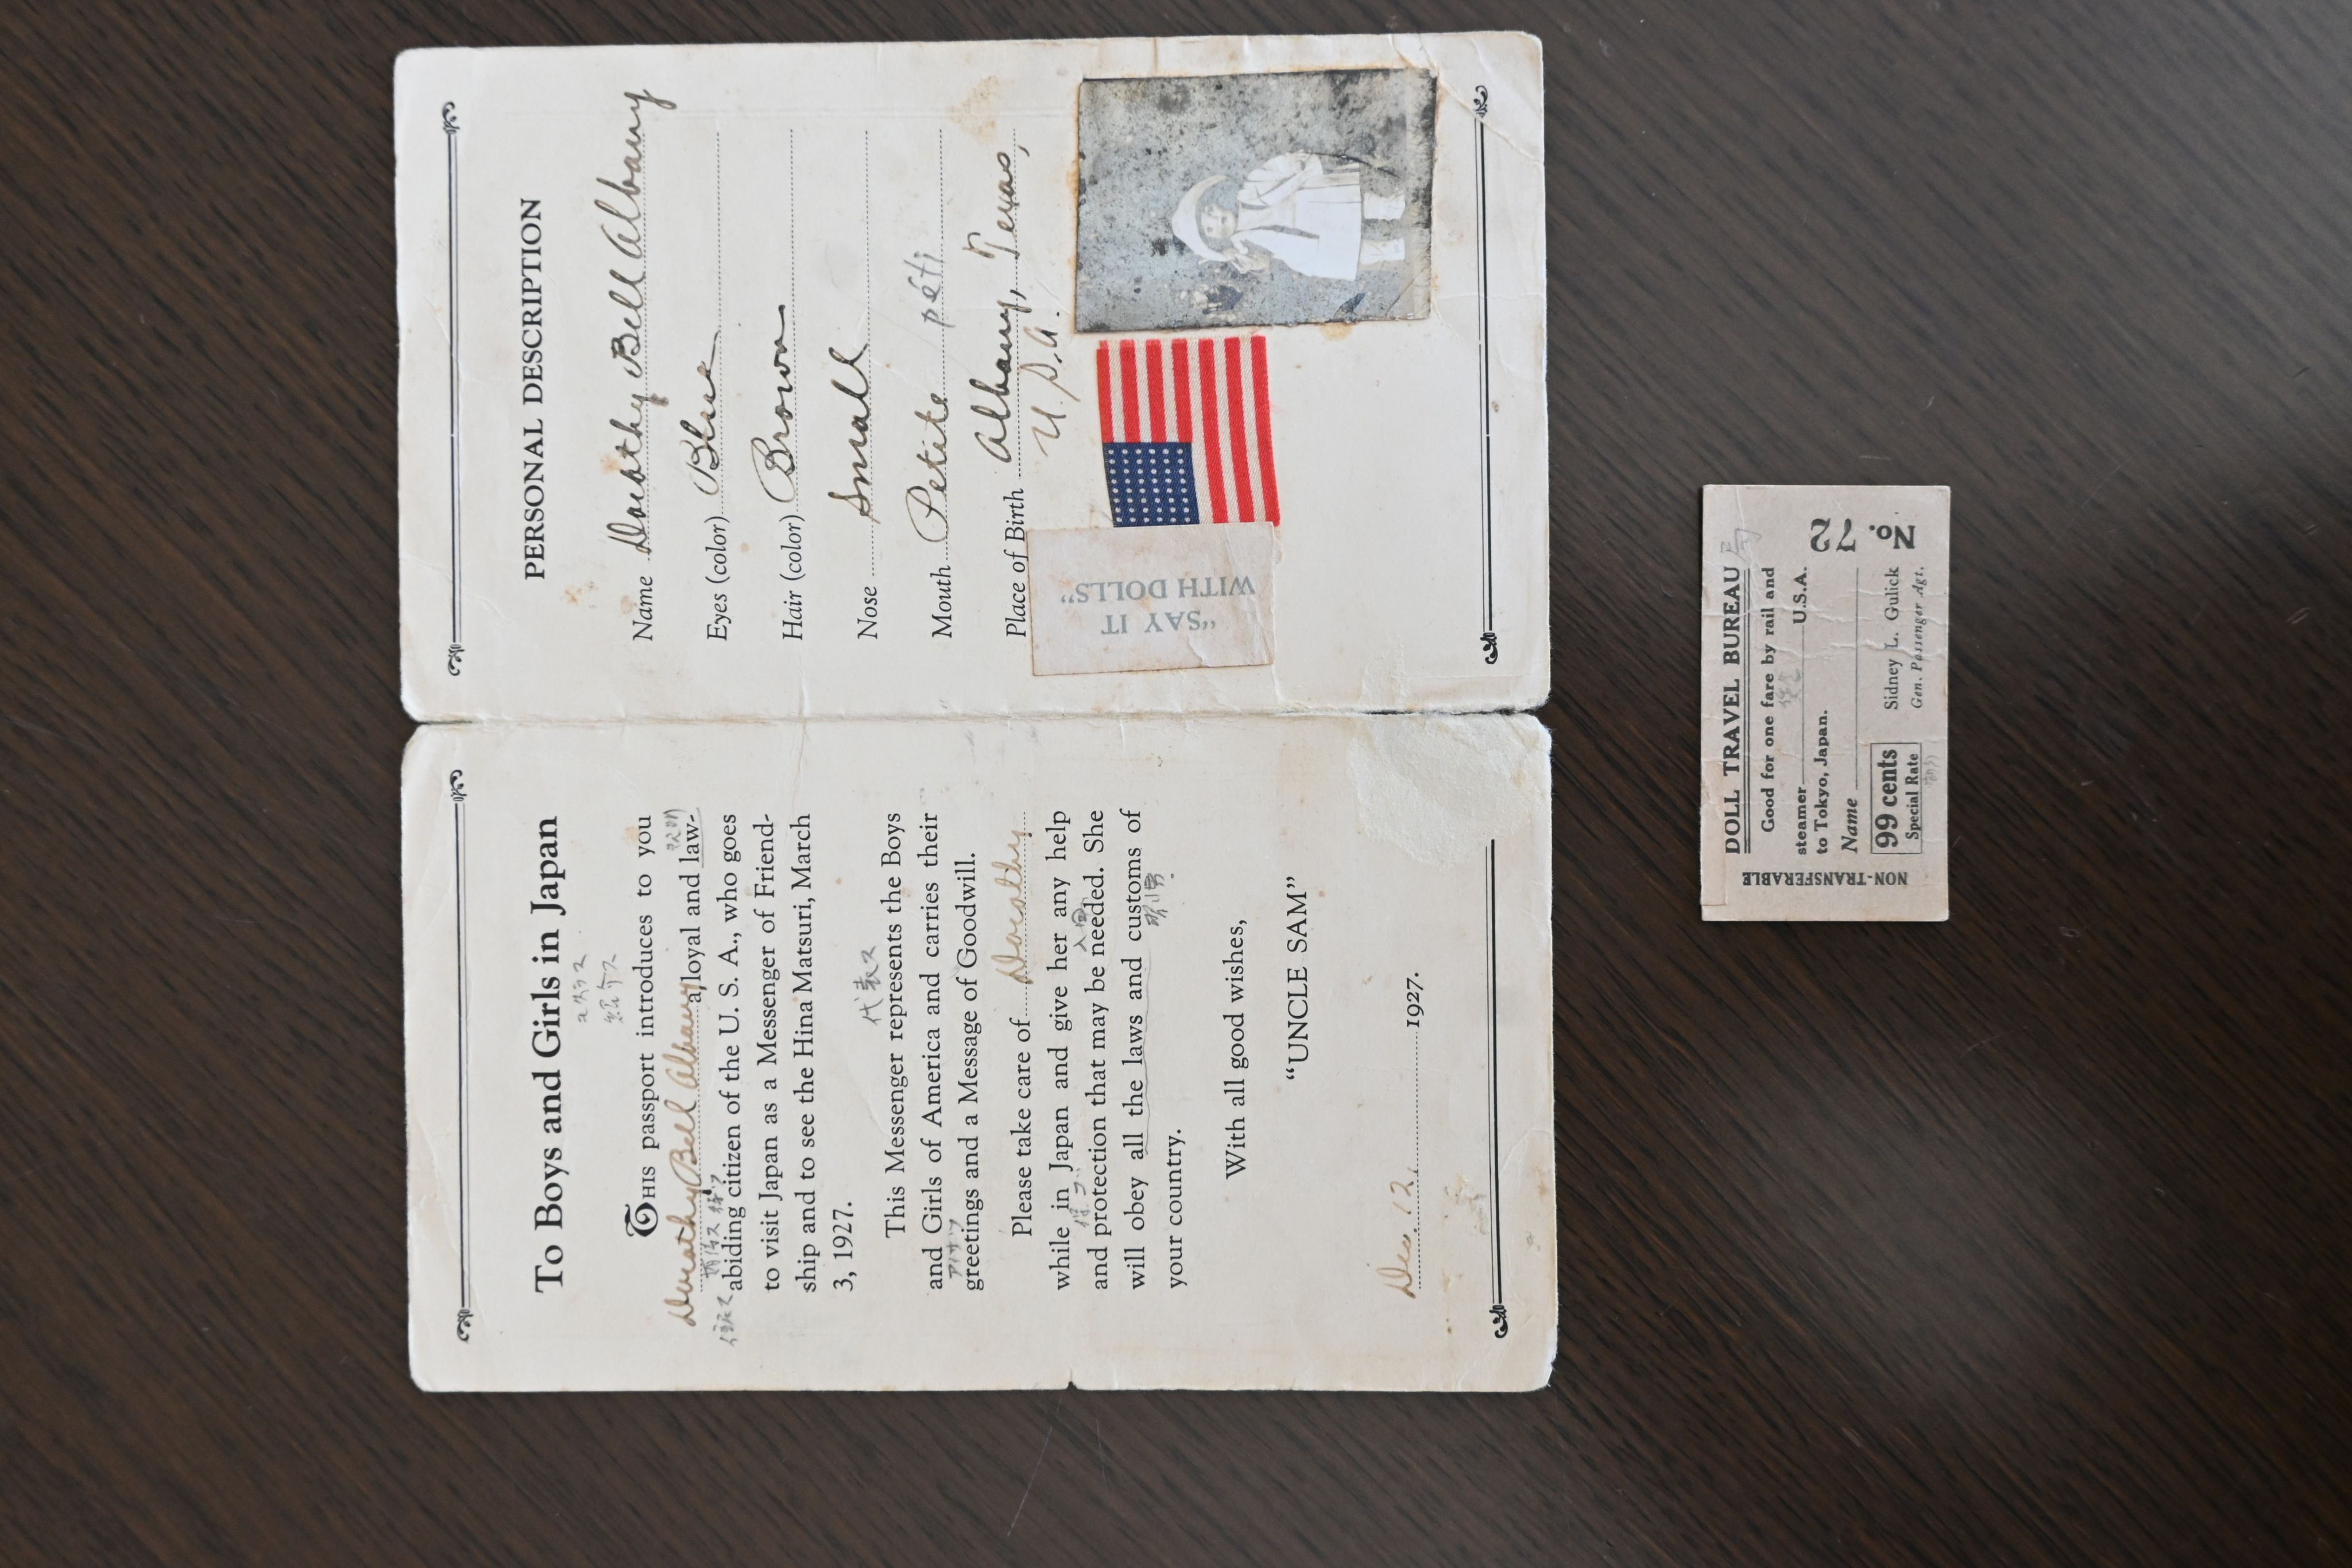 To Boys and Girls in Japan
THIS passport introduces to you
Dorothy Bell Albany a loyal and law-
abiding citizen of the U. S. A., who goes
to visit Japan as a Messenger of Friend-
ship and to see the Hina Matsuri, March
3, 1927.
代表ス
This Messenger represents the Boys
and Girls of America and carries their
greetings and a Message of Goodwill.
Please take care of Dorothy
while in Japan and give her any help
and protection that may be needed. She
will obey all the laws and customs of
your country.
With all good wishes,
"UNCLE SAM"
Dec. 12, 1927.
PERSONAL DESCRIPTION
Name Dorothy Bell Albany
Eyes (color) Blue
Hair (color) Brown
Nose Small
Mouth Petite péti
Place of Birth Albany, Texas,
U.S.A.
"SAY IT
WITH DOLLS"
NON-TRANSFERABLE
DOLL TRAVEL BUREAU
Good for one fare by rail and
steamer U.S.A.
to Tokyo, Japan.
Name
99 cents
Special Rate
Sidney L. Gulick
Gen. Passenger Agt.
No. 72